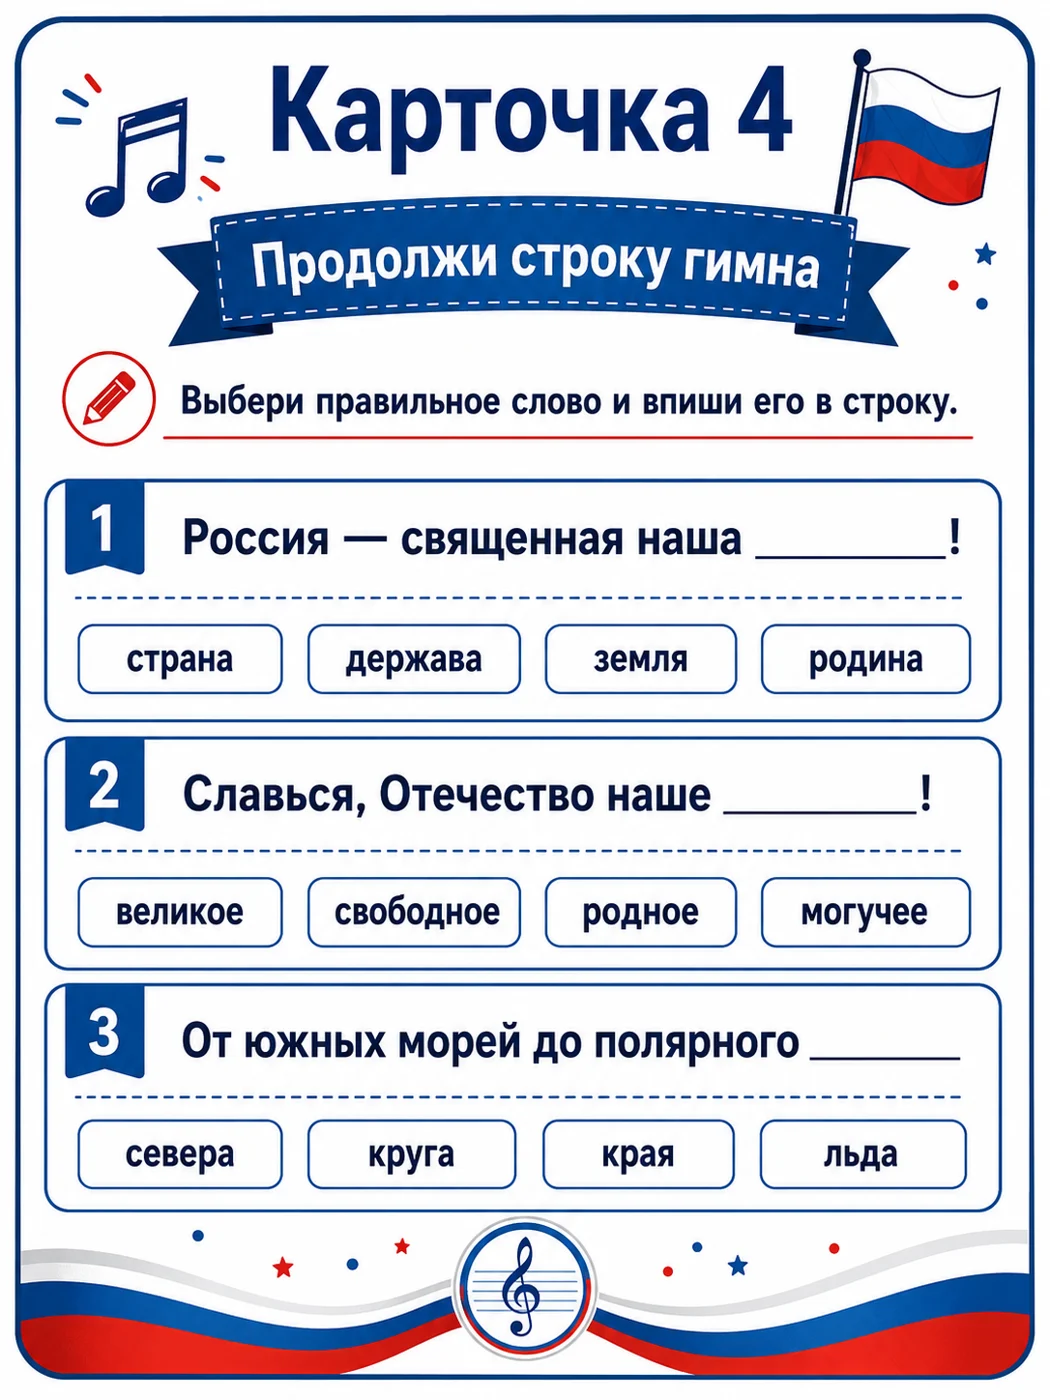 Карточка 4
Продолжи строку гимна
Выбери правильное слово и впиши его в строку.
1 Россия — священная наша ________!
страна держава земля родина
2 Славься, Отечество наше ________!
великое свободное родное могучее
3 От южных морей до полярного ______
севера круга края льда